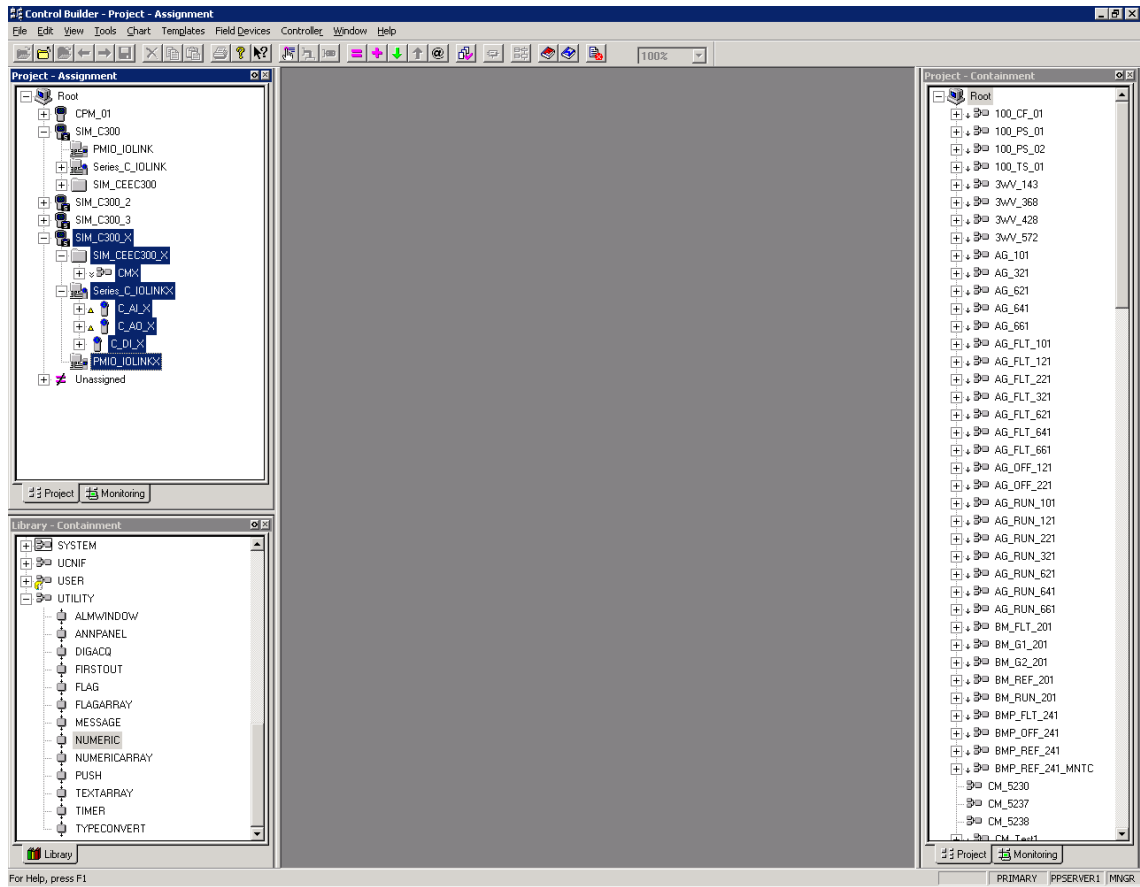 Control Builder - Project - Assignment
File Edit View Tools Chart Templates Field Devices Controller Window Help
100%
Project - Assignment
Root
CPM_01
SIM_C300
PMIO_IOLINK
Series_C_IOLINK
SIM_CEEC300
SIM_C300_2
SIM_C300_3
SIM_C300_X
SIM_CEEC300_X
CMX
Series_C_IOLINKX
C_AI_X
C_AO_X
C_DI_X
PMIO_IOLINKX
Unassigned
Project Monitoring
Library - Containment
SYSTEM
UCNIF
USER
UTILITY
ALMWINDOW
ANNPANEL
DIGACQ
FIRSTOUT
FLAG
FLAGARRAY
MESSAGE
NUMERIC
NUMERICARRAY
PUSH
TEXTARRAY
TIMER
TYPECONVERT
Library
Project - Containment
Root
100_CF_01
100_PS_01
100_PS_02
100_TS_01
3WV_143
3WV_368
3WV_428
3WV_572
AG_101
AG_321
AG_621
AG_641
AG_661
AG_FLT_101
AG_FLT_121
AG_FLT_221
AG_FLT_321
AG_FLT_621
AG_FLT_641
AG_FLT_661
AG_OFF_121
AG_OFF_221
AG_RUN_101
AG_RUN_121
AG_RUN_221
AG_RUN_321
AG_RUN_621
AG_RUN_641
AG_RUN_661
BM_FLT_201
BM_G1_201
BM_G2_201
BM_REF_201
BM_RUN_201
BMP_FLT_241
BMP_OFF_241
BMP_REF_241
BMP_REF_241_MNTC
CM_5230
CM_5237
CM_5238
CM_Test1
Project Monitoring
For Help, press F1
PRIMARY PPSERVER1 MNGR